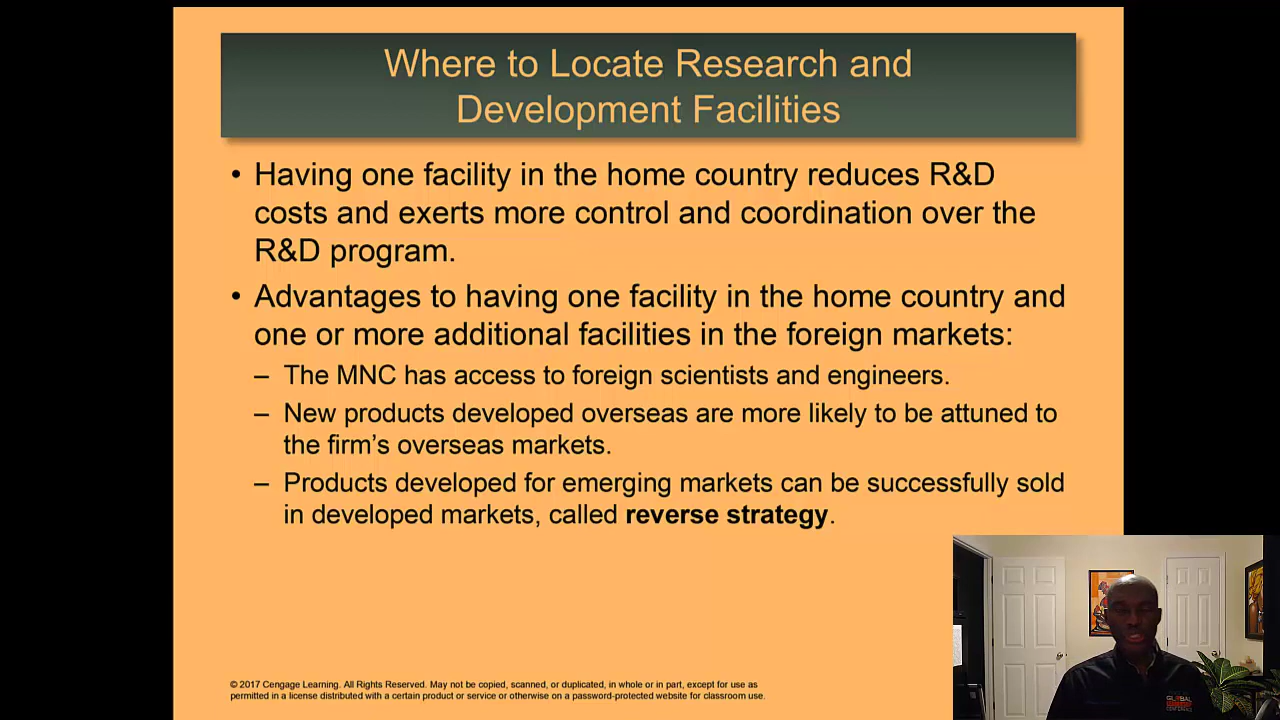 Where to Locate Research and
Development Facilities
• Having one facility in the home country reduces R&D
costs and exerts more control and coordination over the
R&D program.
• Advantages to having one facility in the home country and
one or more additional facilities in the foreign markets:
– The MNC has access to foreign scientists and engineers.
– New products developed overseas are more likely to be attuned to
the firm’s overseas markets.
– Products developed for emerging markets can be successfully sold
in developed markets, called reverse strategy.
© 2017 Cengage Learning. All Rights Reserved. May not be copied, scanned, or duplicated, in whole or in part, except for use as
permitted in a license distributed with a certain product or service or otherwise on a password-protected website for classroom use.
GLOBAL